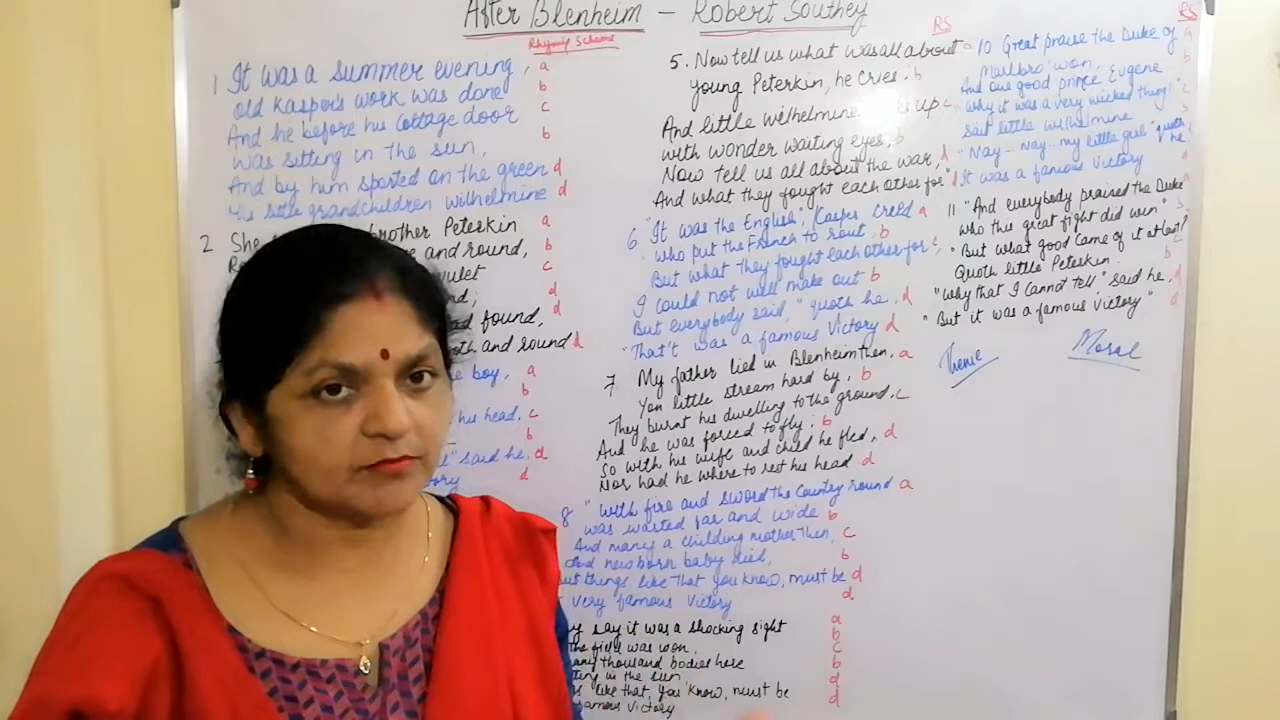 After Blenheim - Robert Southey
Rhyming Scheme
1 It was a summer evening, a
old Kasper's work was done b
And he before his cottage door c
was sitting in the sun, b
And by him sported on the green d
His little grandchildren wilhelmine d
2 She brother Peterkin a
and round, b
c
d
found, d
and round d
boy, a
b
his head. c
b
" said he, d
d
5. Now tell us what was all about a
young Peterkin, he cries. b
And little wilhelmine up c
with wonder waiting eyes, b
Now tell us all about the war, d
And what they fought each other for" d
6. "It was the English", Kasper cried a
" who put the French to rout b
But what they fought each other for c
I could not well make out b
But everybody said," quoth he, d
"That't was a famous victory d
7 My father lied in Blenheim then, a
Yon little stream hard by, b
They burnt his dwelling to the ground, c
And he was forced to fly; b
So with his wife and child he fled, d
Nor had he where to rest his head d
8 "with fire and sword the Country round a
was wasted far and wide b
And many a childing mother then, c
And newborn baby died, b
things like that you know, must be d
very famous victory d
say it was a shocking sight a
the field was won, b
many thousand bodies here c
in the sun b
like that, you know, must be d
famous victory d
RS
RS
10 Great praise the Duke of a
Marlbro' won, b
And our good prince Eugene
"why it was a very wicked thing!" c
said little wilhelmine b
"Nay - Nay - my little girl" quoth he
It was a famous victory
11 "And everybody praised the Duke
who this great fight did win" b
"But what good came of it at last?
Quoth little Peterkin. b
"why that I cannot tell" said he, d
"But it was a famous victory" d
Theme
Moral